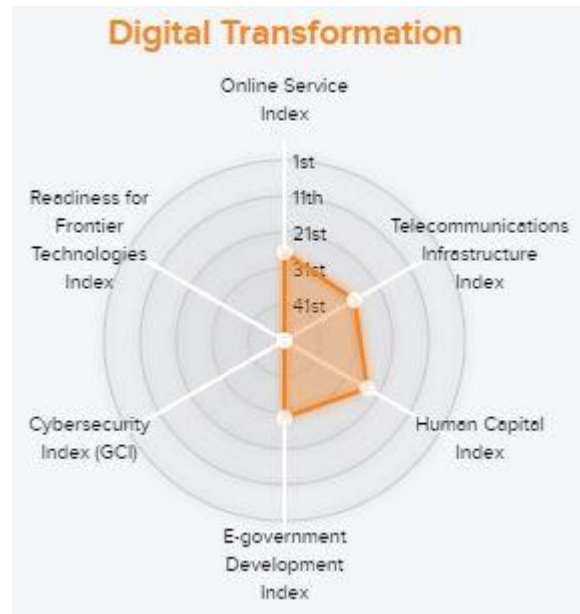 Digital Transformation
Online Service
Index
1st
11th
21st
31st
41st
Telecommunications
Infrastructure
Index
Human Capital
Index
E-government
Development
Index
Cybersecurity
Index (GCI)
Readiness for
Frontier
Technologies
Index